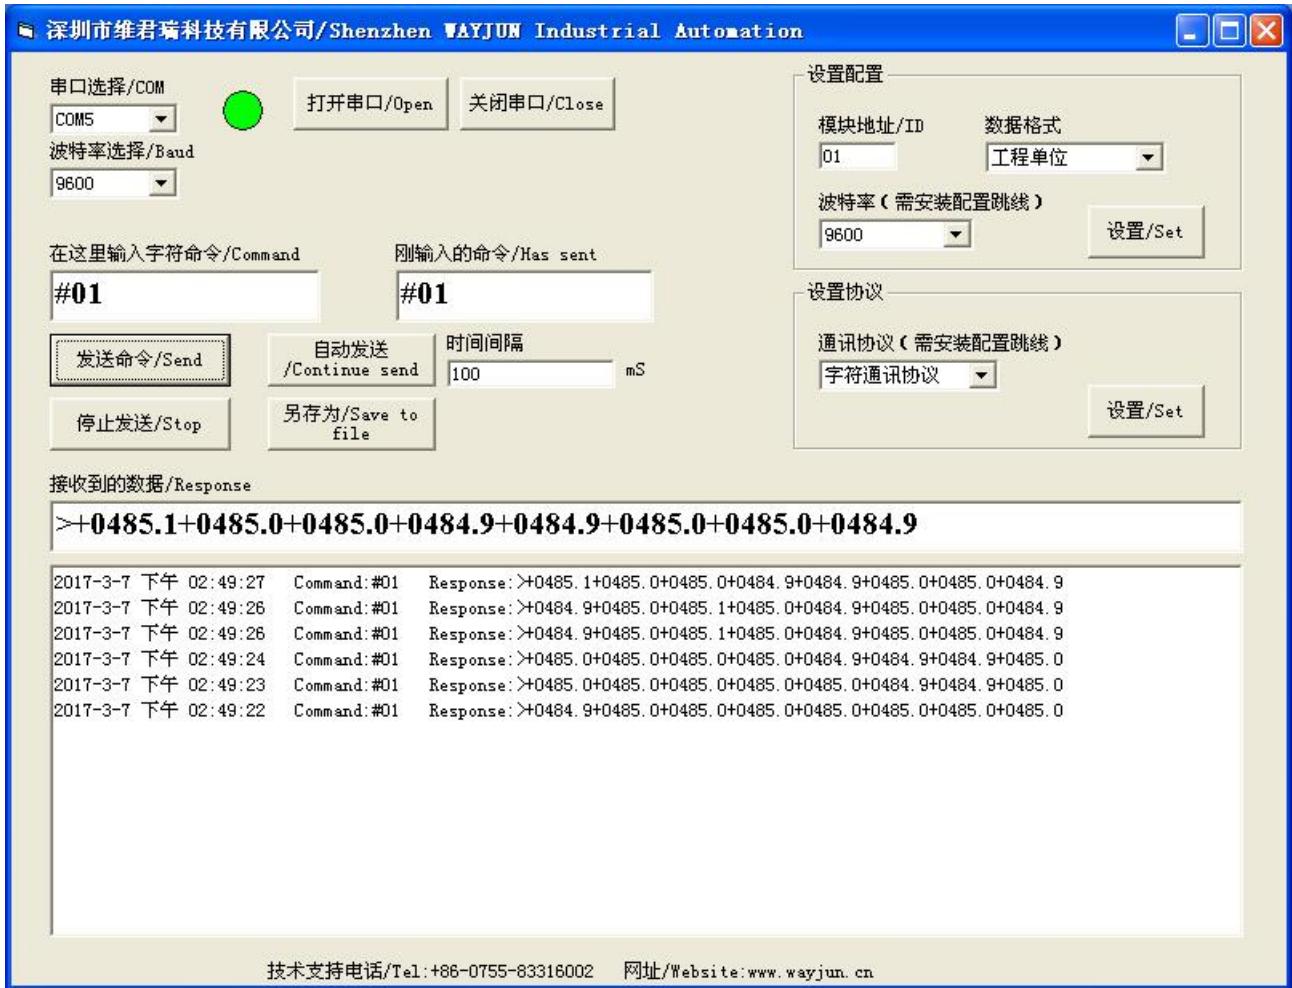 深圳市维君瑞科技有限公司/Shenzhen WAYJUN Industrial Automation
串口选择/COM
COM5
打开串口/Open
关闭串口/Close
波特率选择/Baud
9600
设置配置
模块地址/ID
数据格式
01
工程单位
波特率(需安装配置跳线)
9600
设置/Set
在这里输入字符命令/Command
刚输入的命令/Has sent
#01
#01
设置协议
通讯协议(需安装配置跳线)
字符通讯协议
设置/Set
发送命令/Send
自动发送
/Continue send
时间间隔
100
mS
停止发送/Stop
另存为/Save to
file
接收到的数据/Response
>+0485.1+0485.0+0485.0+0484.9+0484.9+0485.0+0485.0+0484.9
2017-3-7 下午 02:49:27 Command:#01 Response:>+0485.1+0485.0+0485.0+0484.9+0484.9+0485.0+0485.0+0484.9
2017-3-7 下午 02:49:26 Command:#01 Response:>+0484.9+0485.0+0485.1+0485.0+0484.9+0485.0+0485.0+0484.9
2017-3-7 下午 02:49:26 Command:#01 Response:>+0484.9+0485.0+0485.1+0485.0+0484.9+0485.0+0485.0+0484.9
2017-3-7 下午 02:49:24 Command:#01 Response:>+0485.0+0485.0+0485.0+0485.0+0484.9+0484.9+0484.9+0485.0
2017-3-7 下午 02:49:23 Command:#01 Response:>+0485.0+0485.0+0485.0+0485.0+0485.0+0484.9+0484.9+0485.0
2017-3-7 下午 02:49:22 Command:#01 Response:>+0484.9+0485.0+0485.0+0485.0+0485.0+0485.0+0485.0+0485.0
技术支持电话/Tel:+86-0755-83316002 网址/Website:www.wayjun.cn